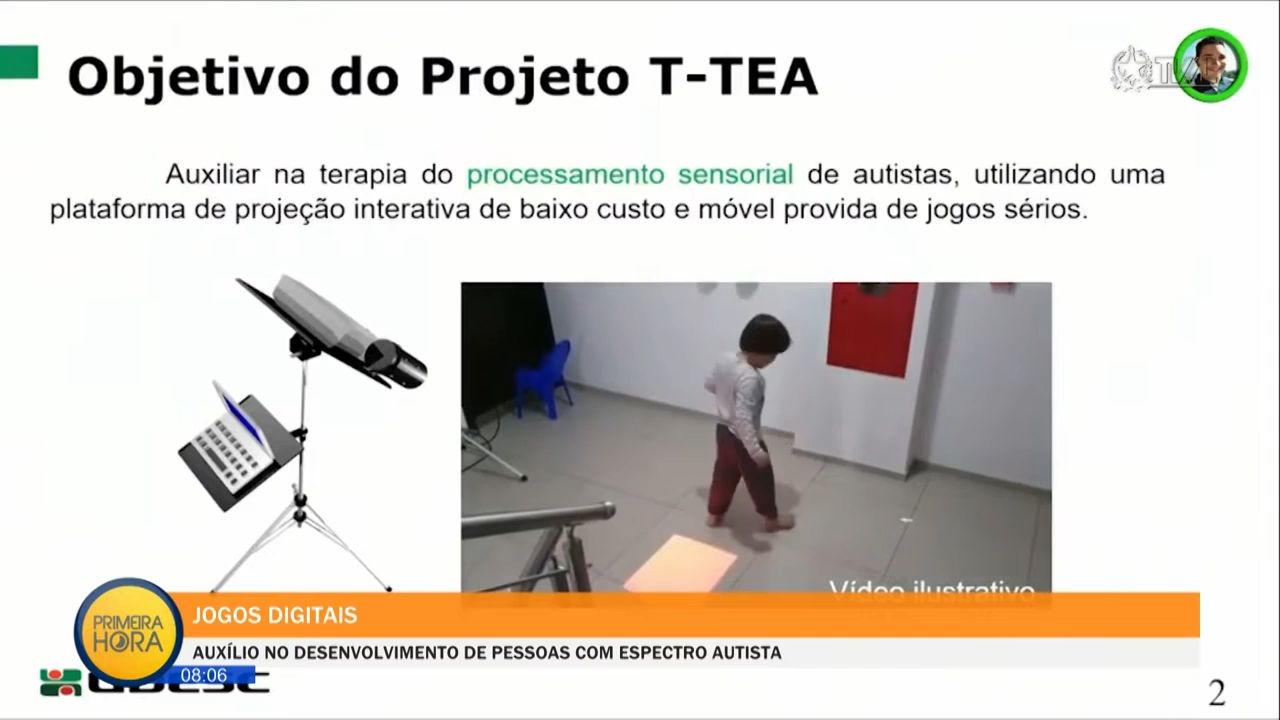 Objetivo do Projeto T-TEA
Auxiliar na terapia do processamento sensorial de autistas, utilizando uma
plataforma de projeção interativa de baixo custo e móvel provida de jogos sérios.
Vídeo ilustrativo
JOGOS DIGITAIS
PRIMEIRA
HORA
AUXÍLIO NO DESENVOLVIMENTO DE PESSOAS COM ESPECTRO AUTISTA
08:06
2